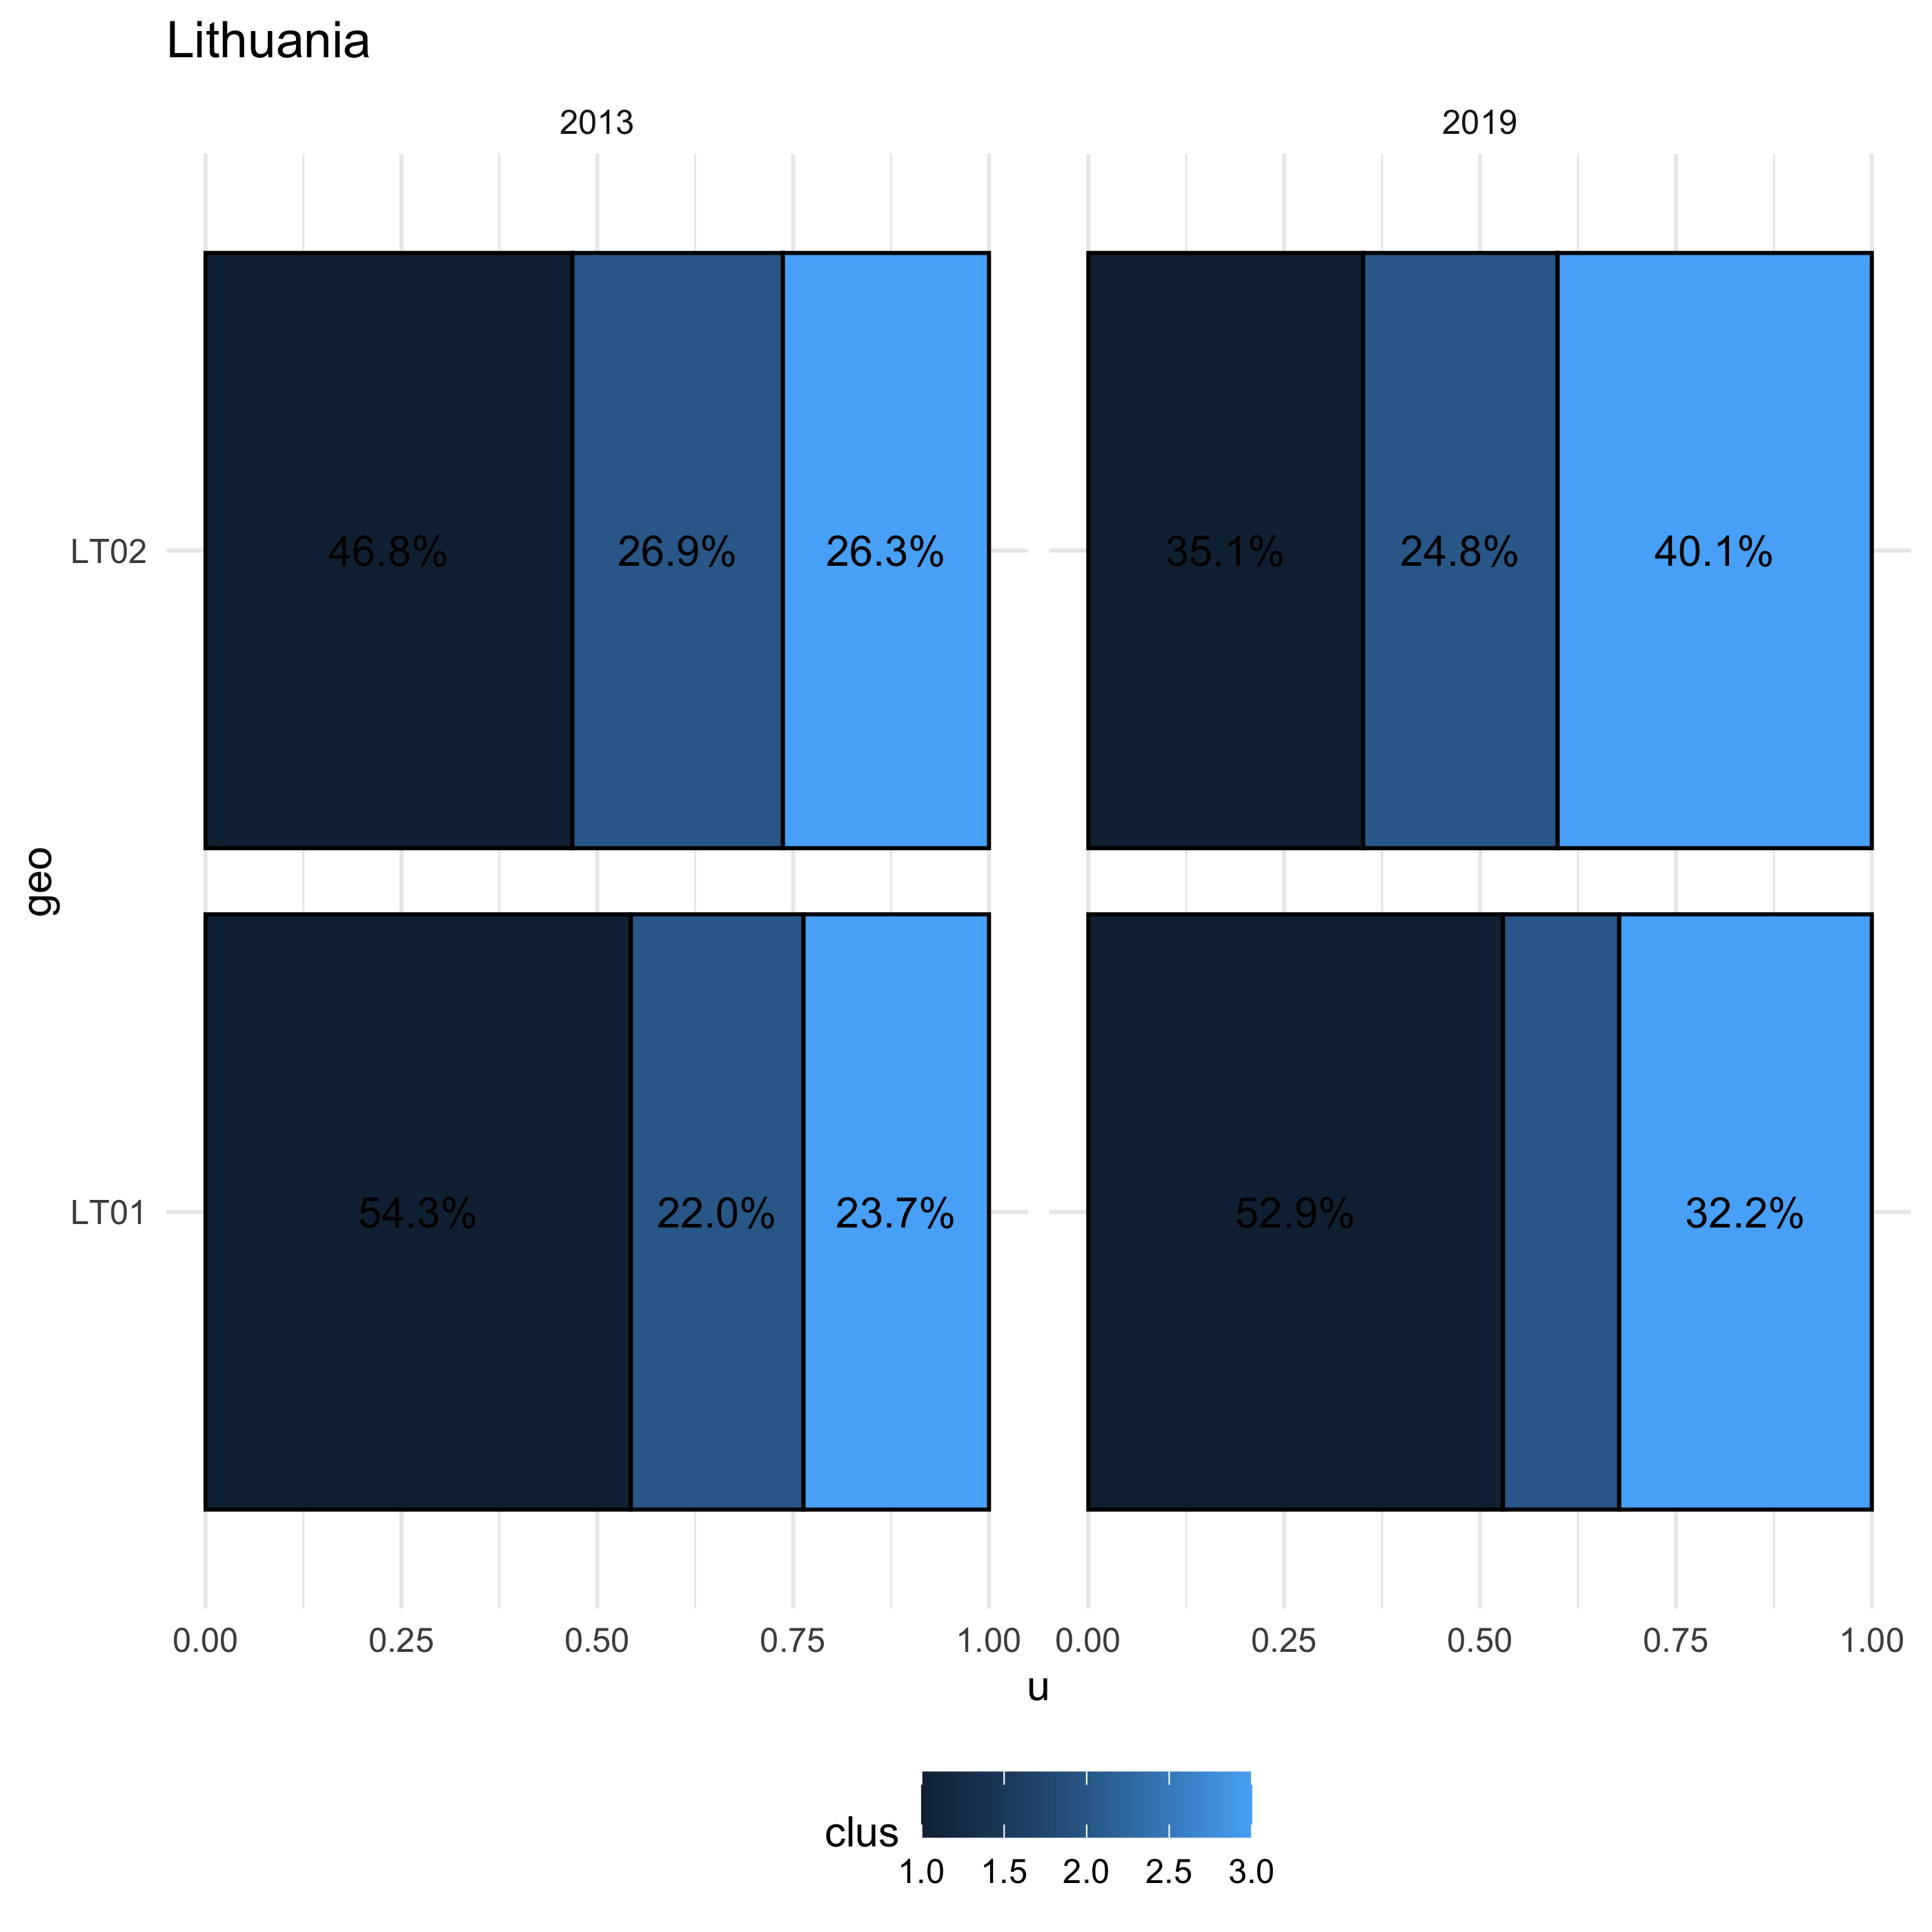 Lithuania
2013 2019
LT02 46.8% 26.9% 26.3% 35.1% 24.8% 40.1%
geo
LT01 54.3% 22.0% 23.7% 52.9% 32.2%
0.00 0.25 0.50 0.75 1.00 0.00 0.25 0.50 0.75 1.00
u
clus
1.0 1.5 2.0 2.5 3.0